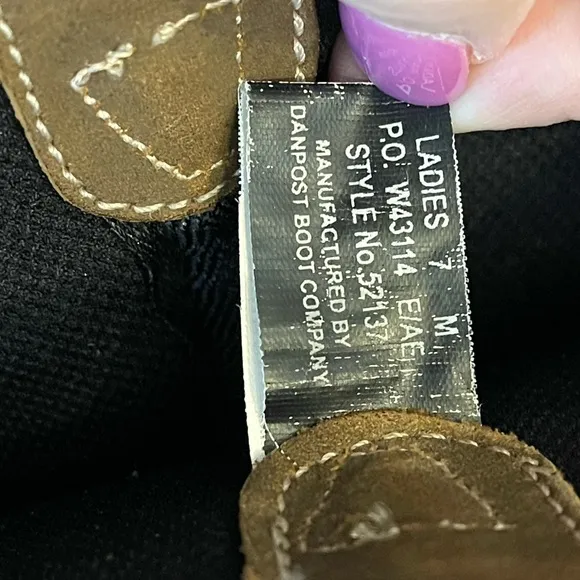 LADIES 7 M
P.O. W43114 E/AE
STYLE No.52137
MANUFACTURED BY
DANPOST BOOT COMPANY